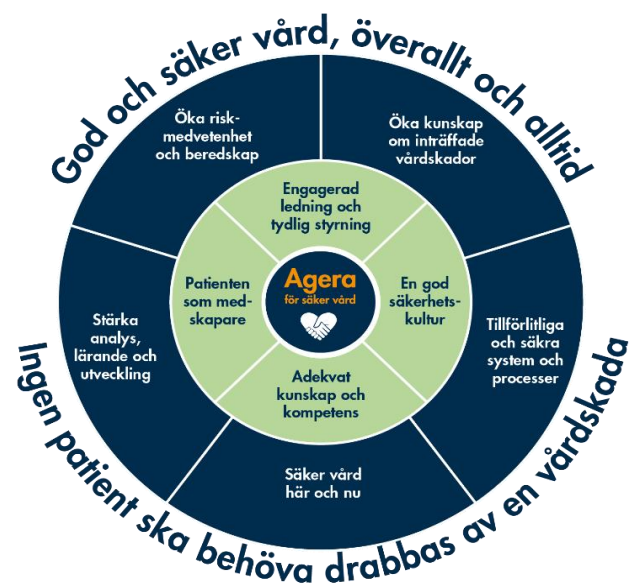 God och säker vård, överallt och alltid
Öka risk-
medvetenhet
och beredskap
Öka kunskap
om inträffade
vårdskador
Engagerad
ledning och
tydlig styrning
Patienten
som med-
skapare
Agera
för säker vård
En god
säkerhets-
kultur
Stärka
analys,
lärande och
utveckling
Tillförlitliga
och säkra
system och
processer
Adekvat
kunskap och
kompetens
Säker vård
här och nu
Ingen patient ska behöva drabbas av en vårdskada